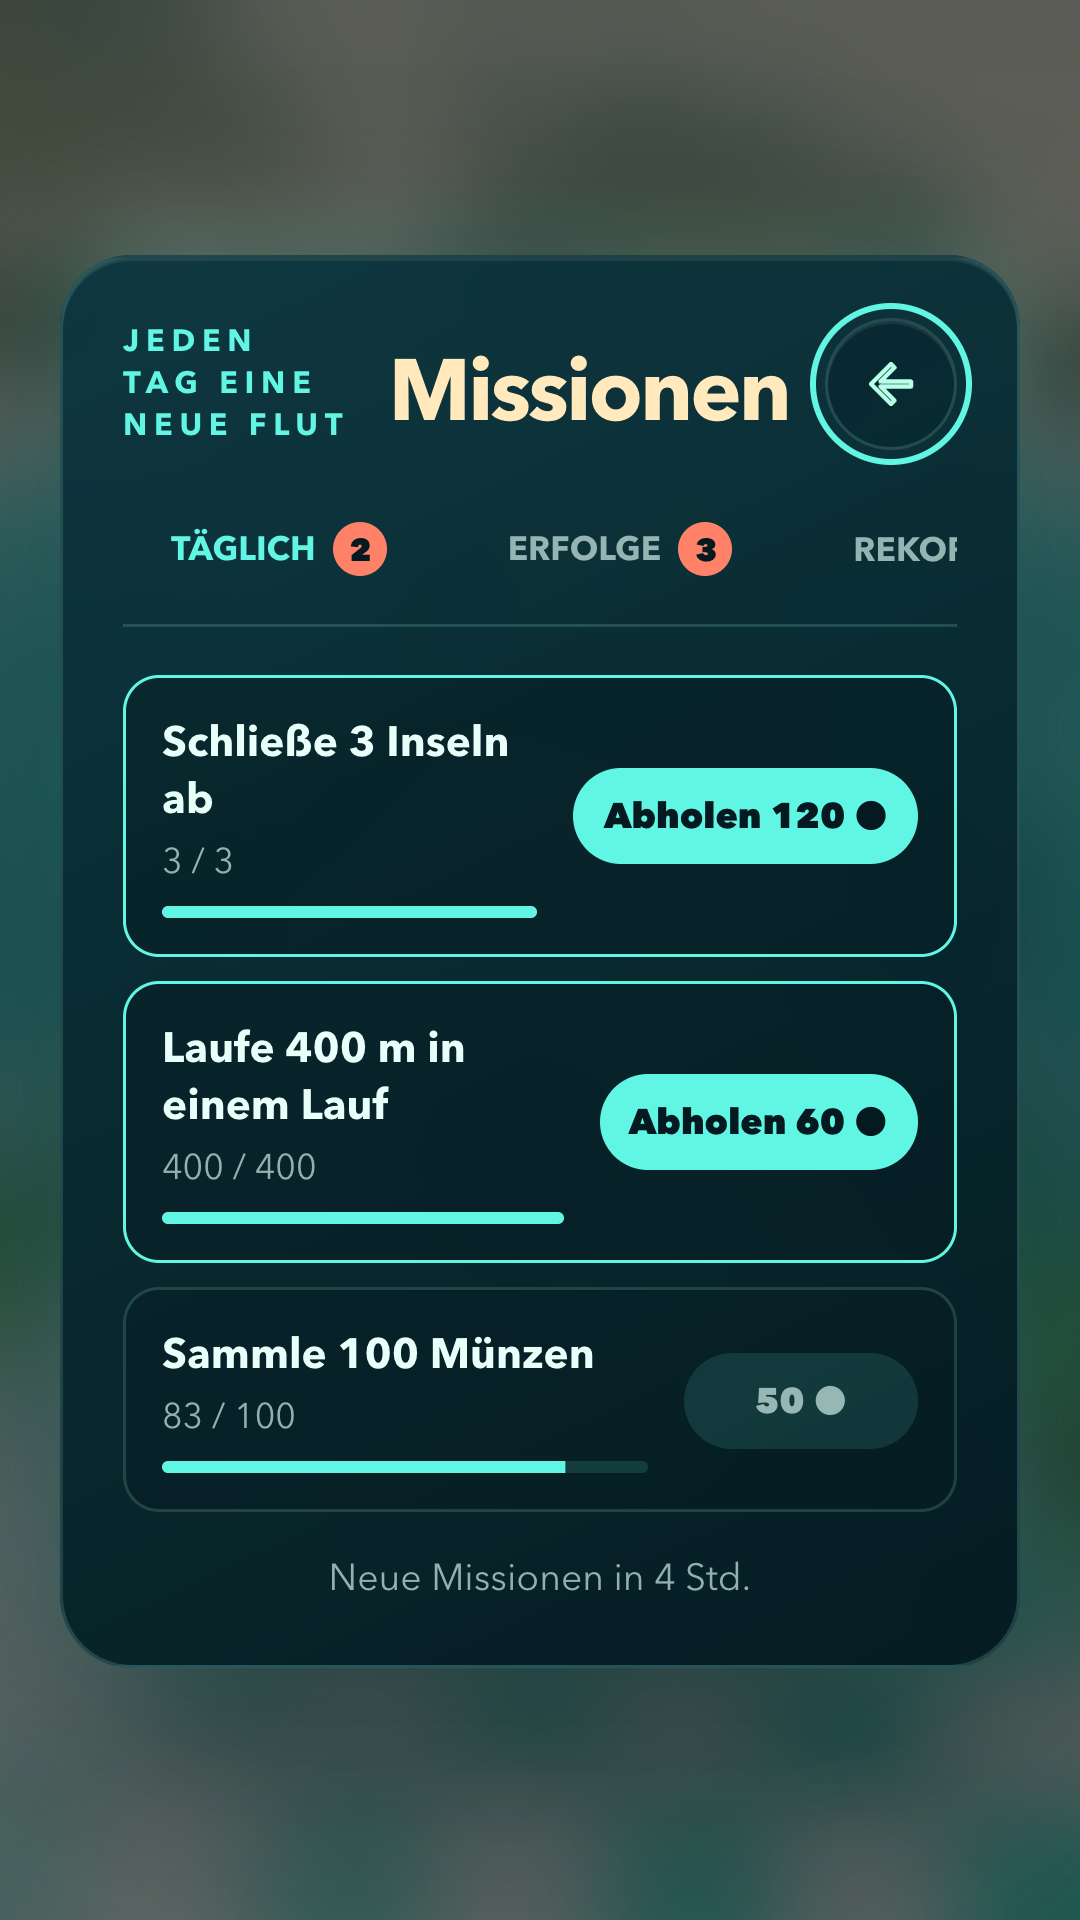 JEDEN
TAG EINE
NEUE FLUT
Missionen
TÄGLICH 2
ERFOLGE 3
Schließe 3 Inseln
ab
3 / 3
Abholen 120
Laufe 400 m in
einem Lauf
400 / 400
Abholen 60
Sammle 100 Münzen
83 / 100
50
Neue Missionen in 4 Std.